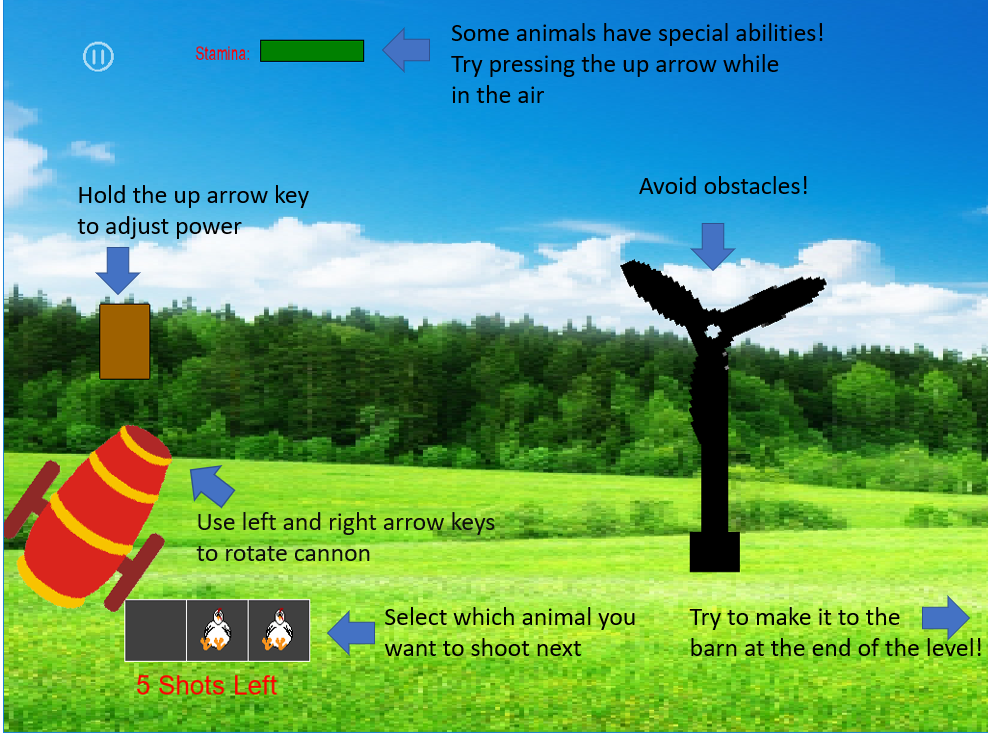 Stamina:
Some animals have special abilities!
Try pressing the up arrow while
in the air
Hold the up arrow key
to adjust power
Avoid obstacles!
Use left and right arrow keys
to rotate cannon
Select which animal you
want to shoot next
Try to make it to the
barn at the end of the level!
5 Shots Left